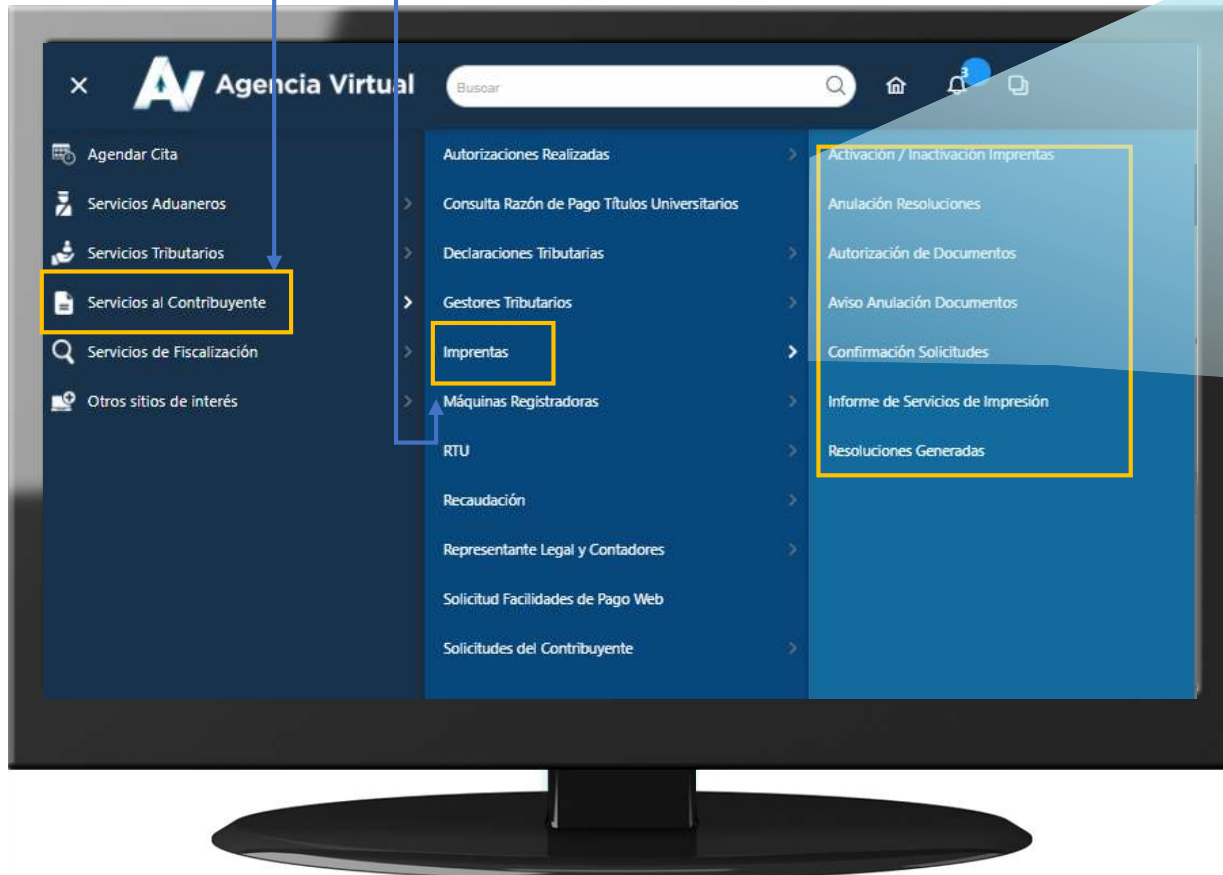 Agencia Virtual
Buscar
3
Agendar Cita
Servicios Aduaneros
Servicios Tributarios
Servicios al Contribuyente
Servicios de Fiscalización
Otros sitios de interés
Autorizaciones Realizadas
Consulta Razón de Pago Títulos Universitarios
Declaraciones Tributarias
Gestores Tributarios
Imprentas
Máquinas Registradoras
RTU
Recaudación
Representante Legal y Contadores
Solicitud Facilidades de Pago Web
Solicitudes del Contribuyente
Activación / Inactivación Imprentas
Anulación Resoluciones
Autorización de Documentos
Aviso Anulación Documentos
Confirmación Solicitudes
Informe de Servicios de Impresión
Resoluciones Generadas